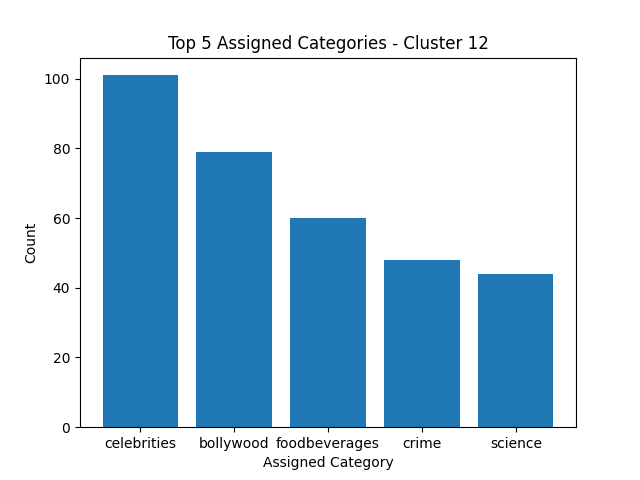 Top 5 Assigned Categories - Cluster 12
100
80
60
40
20
0
Count
celebrities bollywood foodbeverages crime science
Assigned Category